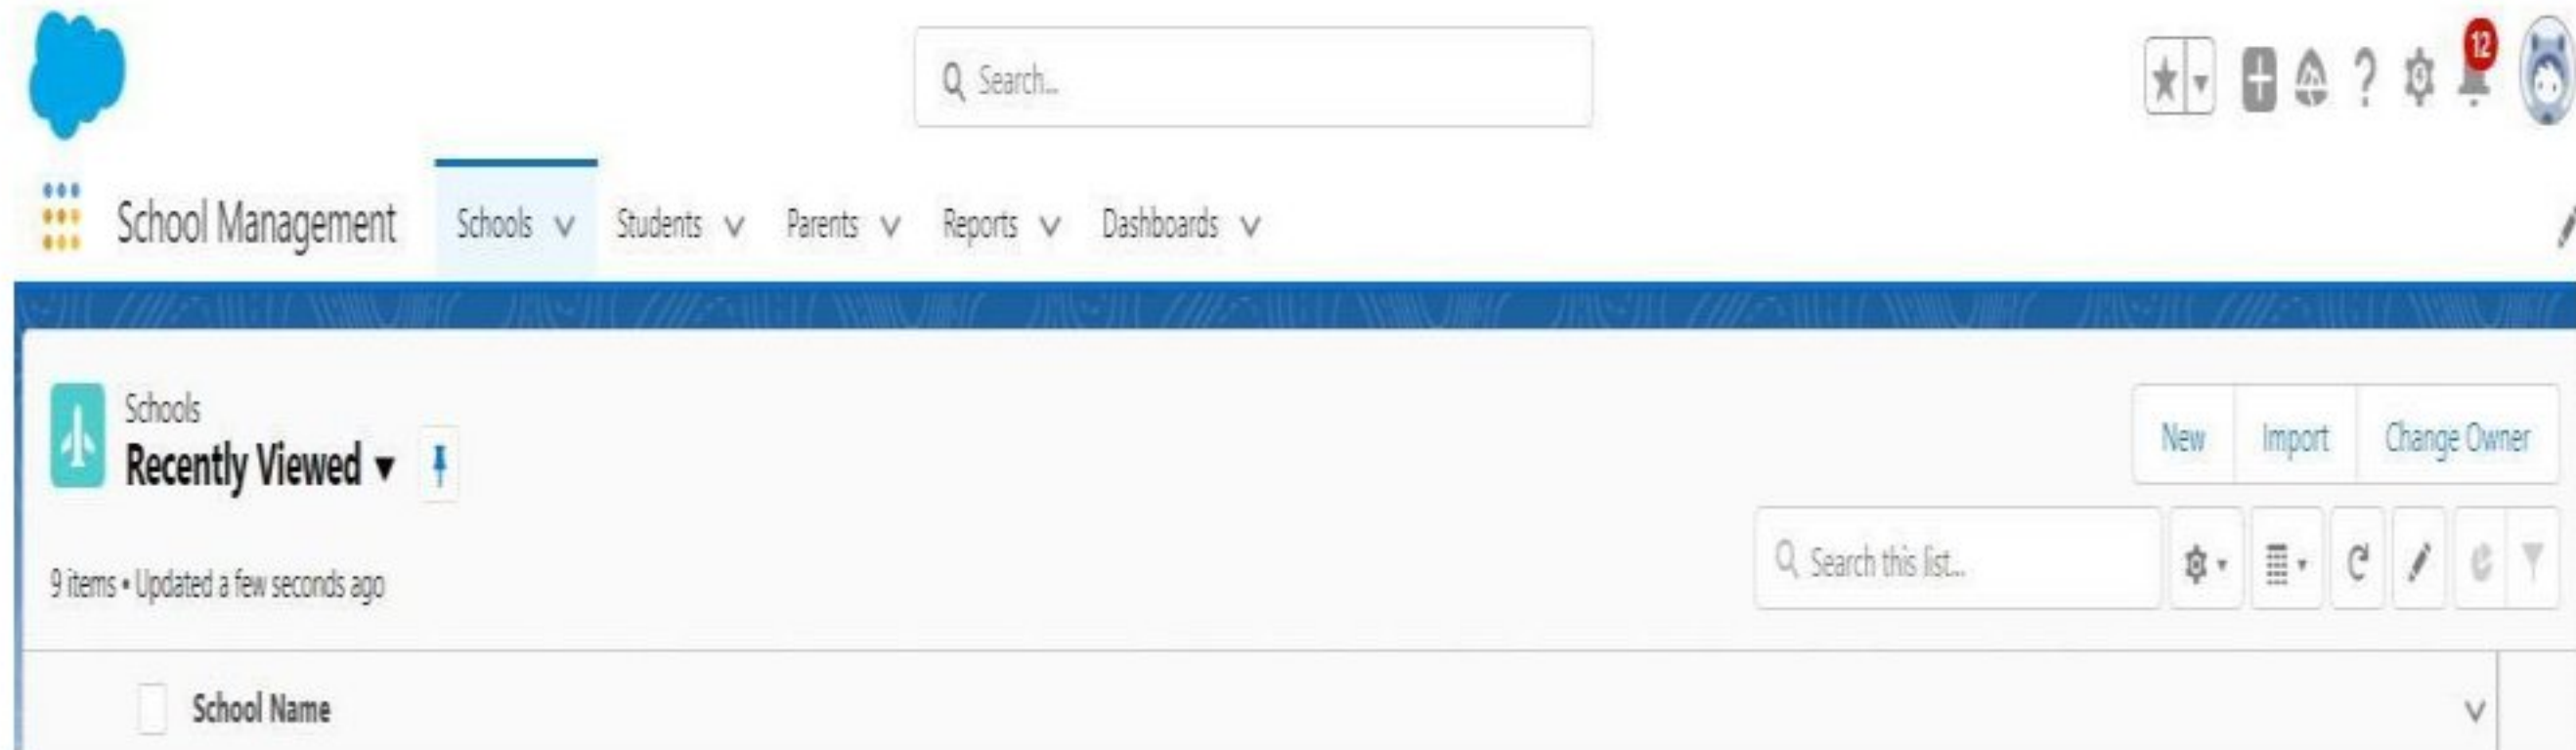 Search...
12
School Management Schools Students Parents Reports Dashboards
Schools
Recently Viewed
New Import Change Owner
9 items • Updated a few seconds ago
Search this list...
School Name